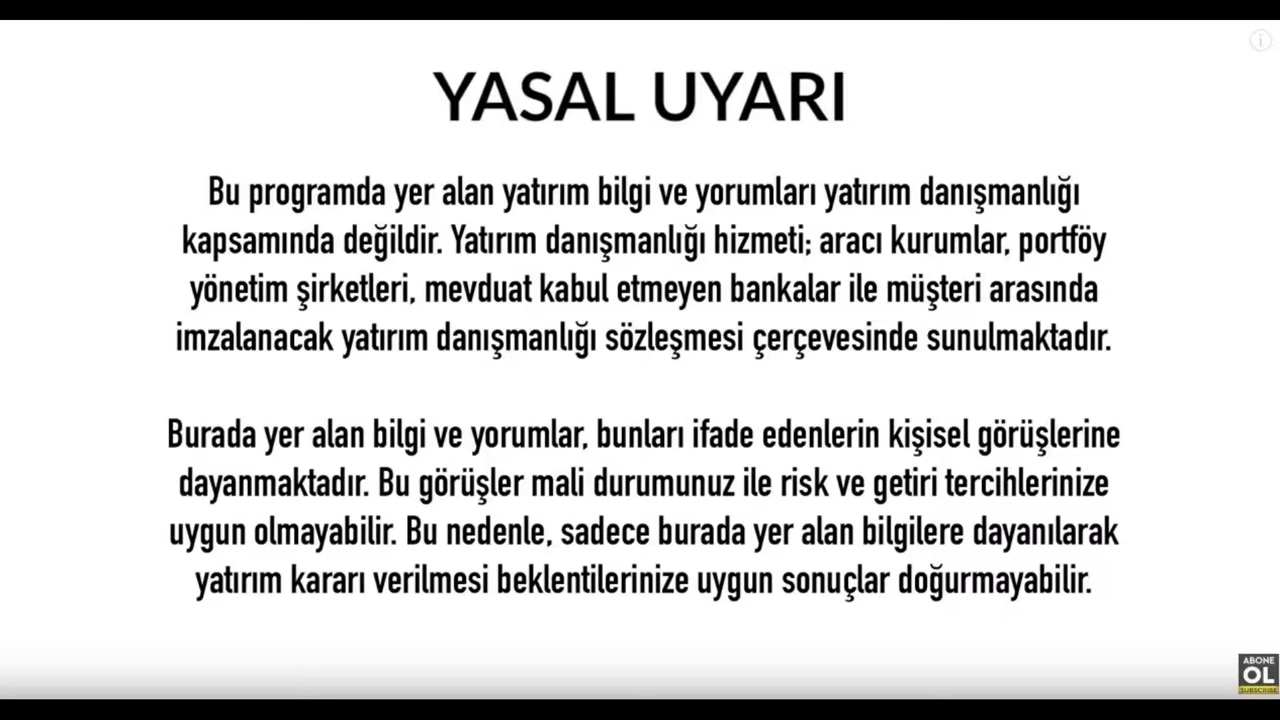 YASAL UYARI
Bu programda yer alan yatırım bilgi ve yorumları yatırım danışmanlığı
kapsamında değildir. Yatırım danışmanlığı hizmeti; aracı kurumlar, portföy
yönetim şirketleri, mevduat kabul etmeyen bankalar ile müşteri arasında
imzalanacak yatırım danışmanlığı sözleşmesi çerçevesinde sunulmaktadır.
Burada yer alan bilgi ve yorumlar, bunları ifade edenlerin kişisel görüşlerine
dayanmaktadır. Bu görüşler mali durumunuz ile risk ve getiri tercihlerinize
uygun olmayabilir. Bu nedenle, sadece burada yer alan bilgilere dayanılarak
yatırım kararı verilmesi beklentilerinize uygun sonuçlar doğurmayabilir.
ABONE
OL
SUBSCRIBE